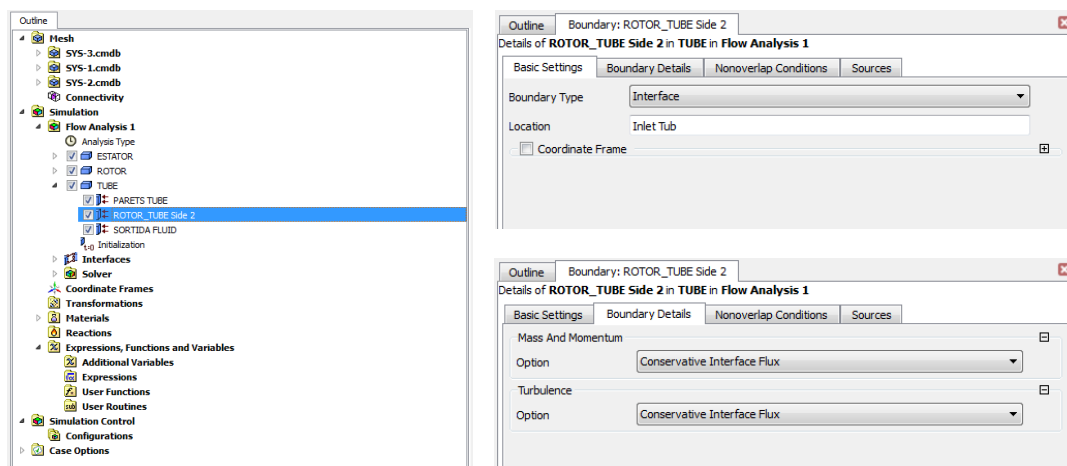 Outline
Mesh
SYS-3.cmdb
SYS-1.cmdb
SYS-2.cmdb
Connectivity
Simulation
Flow Analysis 1
Analysis Type
ESTATOR
ROTOR
TUBE
PARETS TUBE
ROTOR_TUBE Side 2
SORTIDA FLUID
t=0 Initialization
Interfaces
Solver
Coordinate Frames
Transformations
Materials
Reactions
Expressions, Functions and Variables
Additional Variables
Expressions
User Functions
User Routines
Simulation Control
Configurations
Case Options
Outline Boundary: ROTOR_TUBE Side 2
Details of ROTOR_TUBE Side 2 in TUBE in Flow Analysis 1
Basic Settings Boundary Details Nonoverlap Conditions Sources
Boundary Type Interface
Location Inlet Tub
Coordinate Frame
Outline Boundary: ROTOR_TUBE Side 2
Details of ROTOR_TUBE Side 2 in TUBE in Flow Analysis 1
Basic Settings Boundary Details Nonoverlap Conditions Sources
Mass And Momentum
Option Conservative Interface Flux
Turbulence
Option Conservative Interface Flux